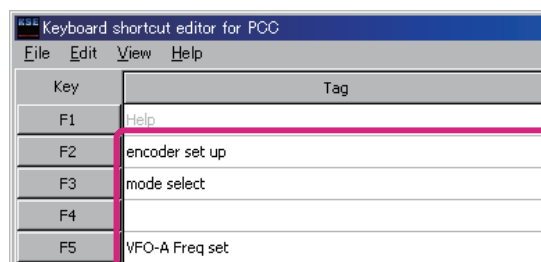 KSE Keyboard shortcut editor for PCC
File Edit View Help
Key Tag
F1 Help
F2 encoder set up
F3 mode select
F4
F5 VFO-A Freq set